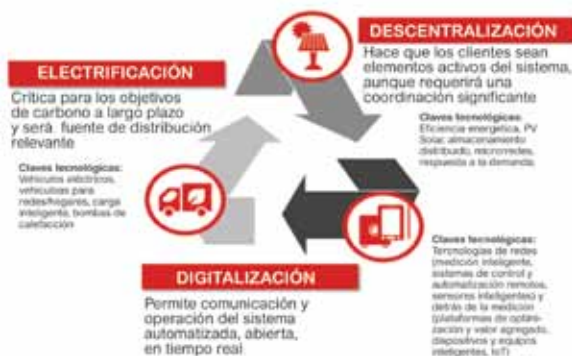 ELECTRIFICACIÓN
Crítica para los objetivos
de carbono a largo plazo
y será fuente de distribución
relevante
Claves tecnológicas:
Vehículos eléctricos,
vehículos para
redes/hogares, carga
inteligente, bombas de
calefacción
DESCENTRALIZACIÓN
Hace que los clientes sean
elementos activos del sistema,
aunque requerirá una
coordinación significante
Claves tecnológicas:
Eficiencia energética, PV
Solar, almacenamiento
distribuido, microrredes,
respuesta a la demanda.
DIGITALIZACIÓN
Permite comunicación y
operación del sistema
automatizada, abierta,
en tiempo real
Claves tecnológicas:
Tecnologías de redes
(medición inteligente,
sistemas de control y
automatización remotos,
sensores inteligentes) y
detrás de la medición
(plataformas de optimi-
zación y valor agregado,
dispositivos y equipos
inteligentes, IoT)